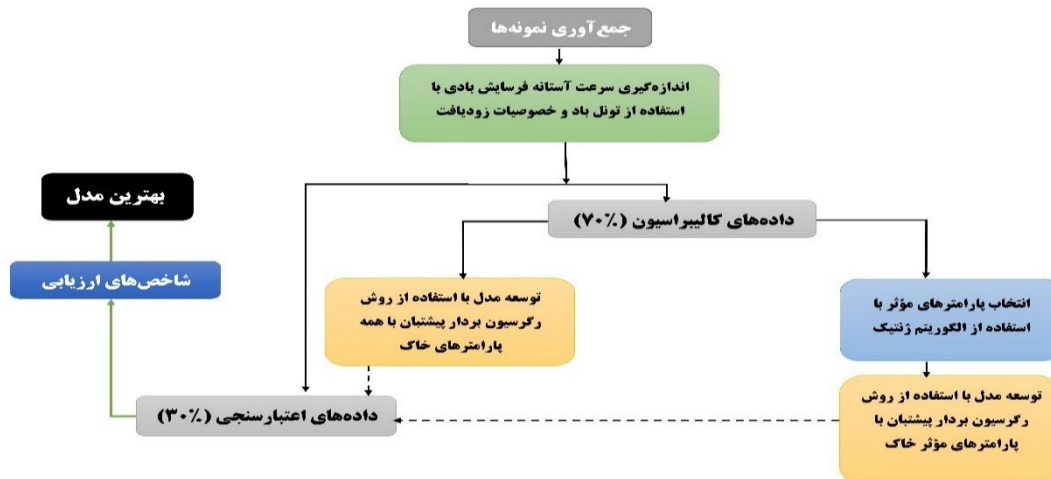 جمع‌آوری نمونه‌ها
اندازه‌گیری سرعت آستانه فرسایش بادی با
استفاده از تونل باد و خصوصیات زودیافت
داده‌های کالیبراسیون (۷۰٪)
بهترین مدل
شاخص‌های ارزیابی
توسعه مدل با استفاده از روش
رگرسیون بردار پیشتبان با همه
پارامترهای خاک
انتخاب پارامترهای مؤثر با
استفاده از الگوریتم ژنتیک
داده‌های اعتبارسنجی (۳۰٪)
توسعه مدل با استفاده از روش
رگرسیون بردار پیشتبان با
پارامترهای مؤثر خاک